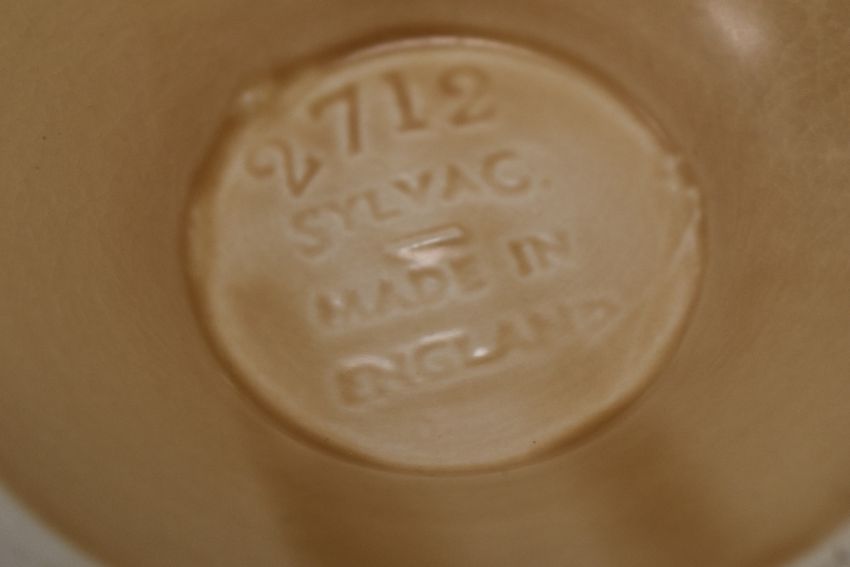 2712
SYLVAC.
MADE IN
ENGLAND